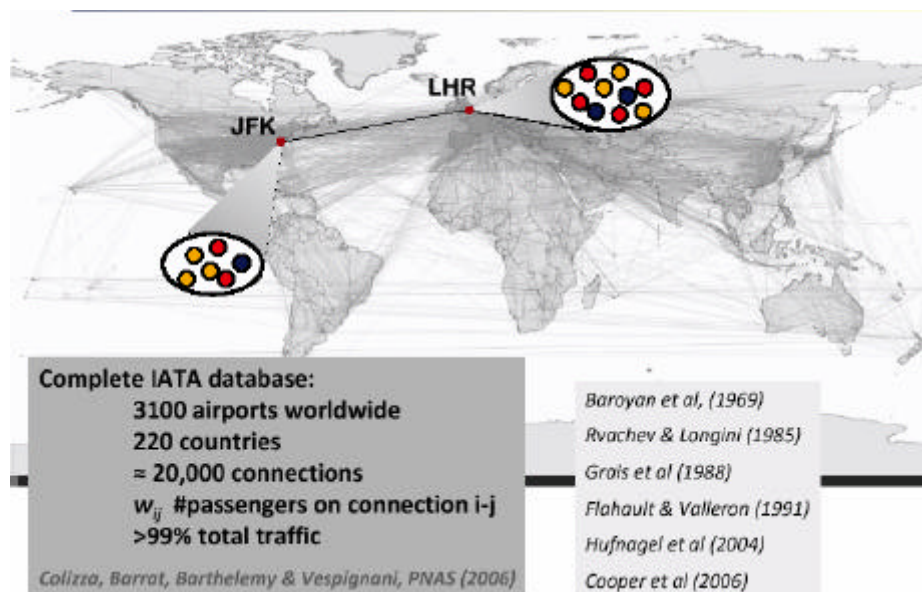 LHR
JFK
Complete IATA database:
3100 airports worldwide
220 countries
≈ 20,000 connections
wij #passengers on connection i-j
>99% total traffic
Colizza, Barrat, Barthelemy & Vespignani, PNAS (2006)
Baroyan et al, (1969)
Rvachev & Longini (1985)
Grais et al (1988)
Flahault & Valleron (1991)
Hufnagel et al (2004)
Cooper et al (2006)